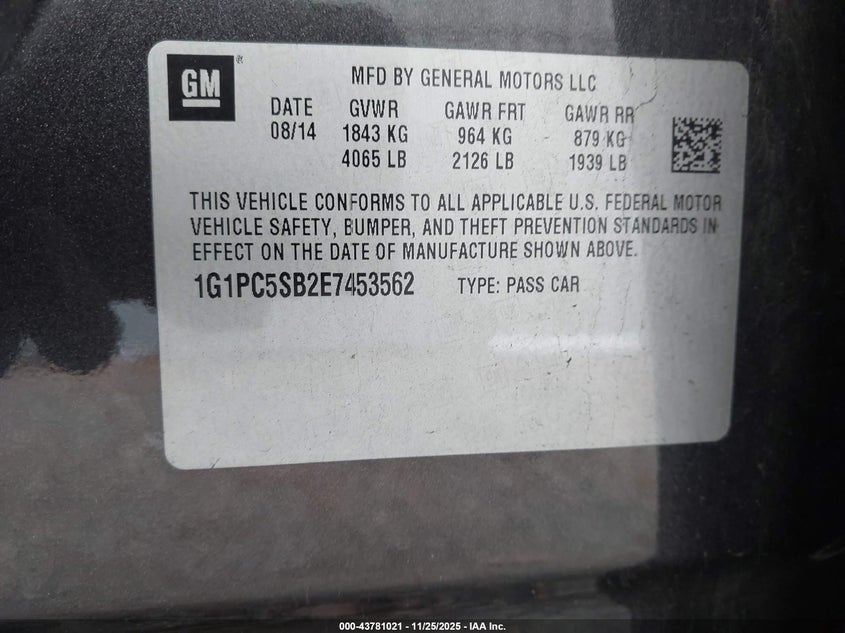 GM ®
MFD BY GENERAL MOTORS LLC
DATE GVWR GAWR FRT GAWR RR
08/14 1843 KG 964 KG 879 KG
4065 LB 2126 LB 1939 LB
THIS VEHICLE CONFORMS TO ALL APPLICABLE U.S. FEDERAL MOTOR
VEHICLE SAFETY, BUMPER, AND THEFT PREVENTION STANDARDS IN
EFFECT ON THE DATE OF MANUFACTURE SHOWN ABOVE.
1G1PC5SB2E7453562 TYPE: PASS CAR
000-43781021 - 11/25/2025 - IAA Inc.